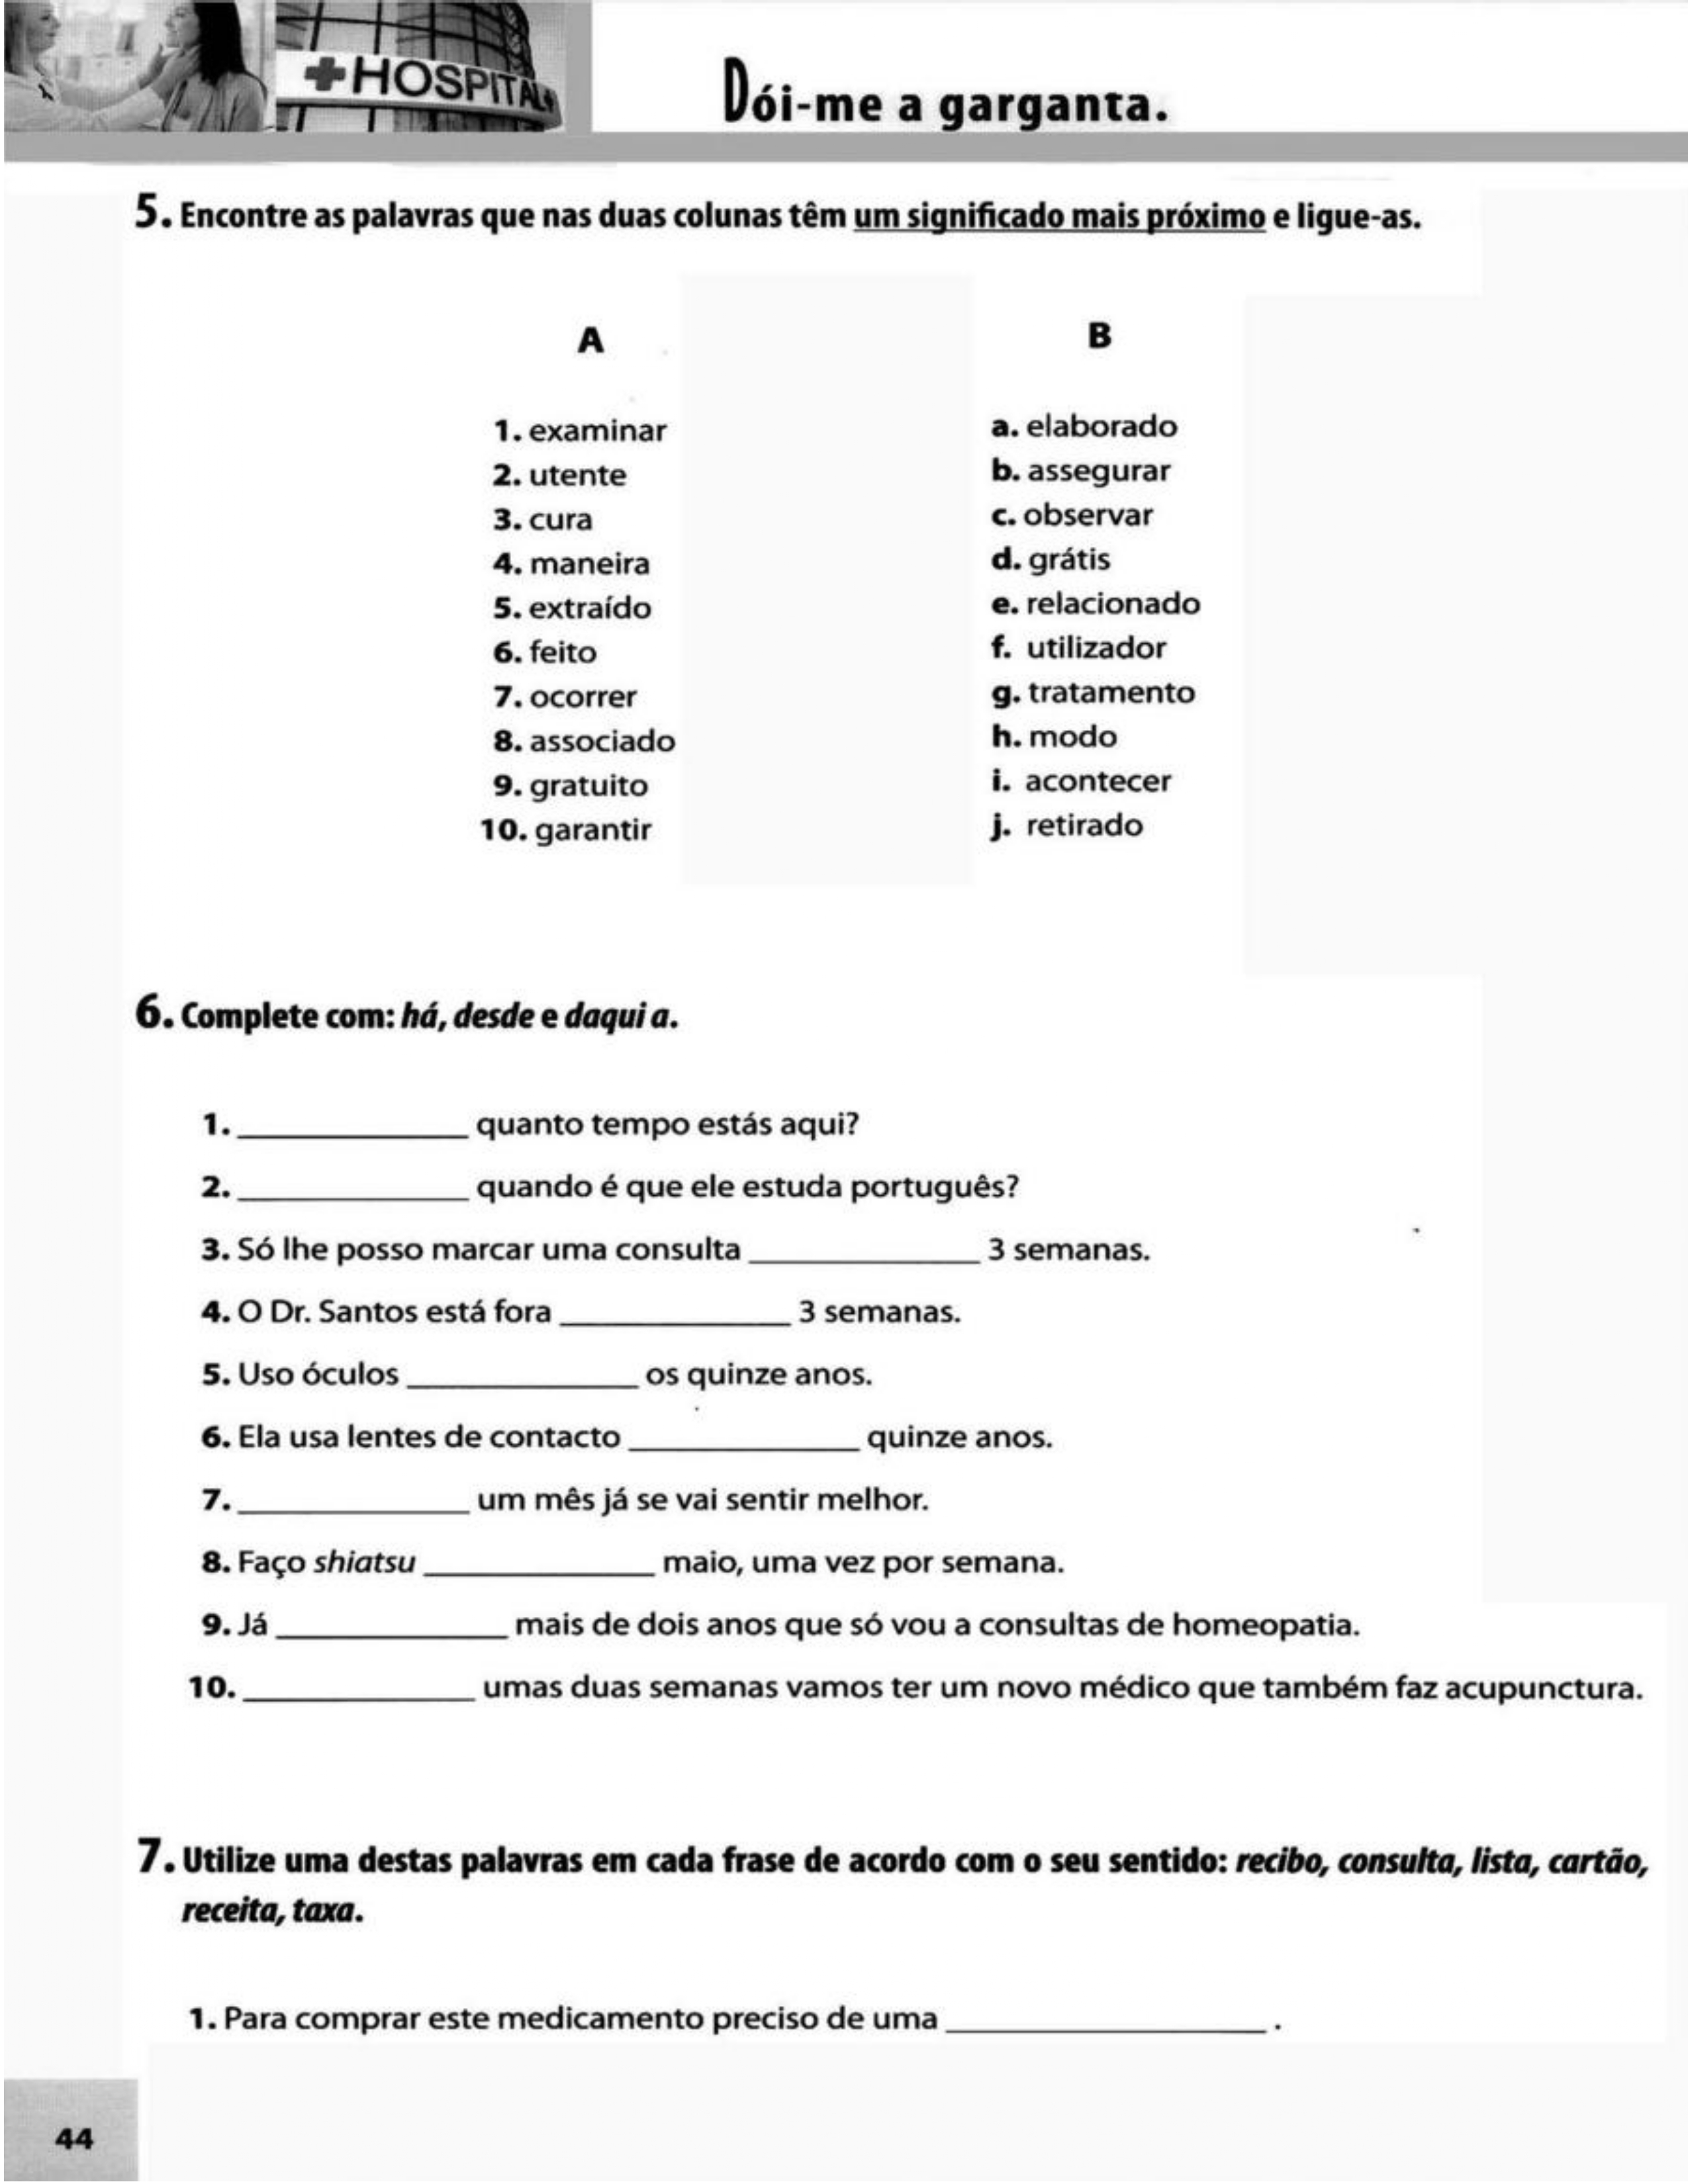 +HOSPITAL+
Dói-me a garganta.
5. Encontre as palavras que nas duas colunas têm um significado mais próximo e ligue-as.
A
1. examinar
2. utente
3. cura
4. maneira
5. extraído
6. feito
7. ocorrer
8. associado
9. gratuito
10. garantir
B
a. elaborado
b. assegurar
c. observar
d. grátis
e. relacionado
f. utilizador
g. tratamento
h. modo
i. acontecer
j. retirado
6. Complete com: há, desde e daqui a.
1. ______________ quanto tempo estás aqui?
2. ______________ quando é que ele estuda português?
3. Só lhe posso marcar uma consulta ______________ 3 semanas.
4. O Dr. Santos está fora ______________ 3 semanas.
5. Uso óculos ______________ os quinze anos.
6. Ela usa lentes de contacto ______________ quinze anos.
7. ______________ um mês já se vai sentir melhor.
8. Faço shiatsu ______________ maio, uma vez por semana.
9. Já ______________ mais de dois anos que só vou a consultas de homeopatia.
10. ______________ umas duas semanas vamos ter um novo médico que também faz acupunctura.
7. Utilize uma destas palavras em cada frase de acordo com o seu sentido: recibo, consulta, lista, cartão,
receita, taxa.
1. Para comprar este medicamento preciso de uma ____________________ .
44